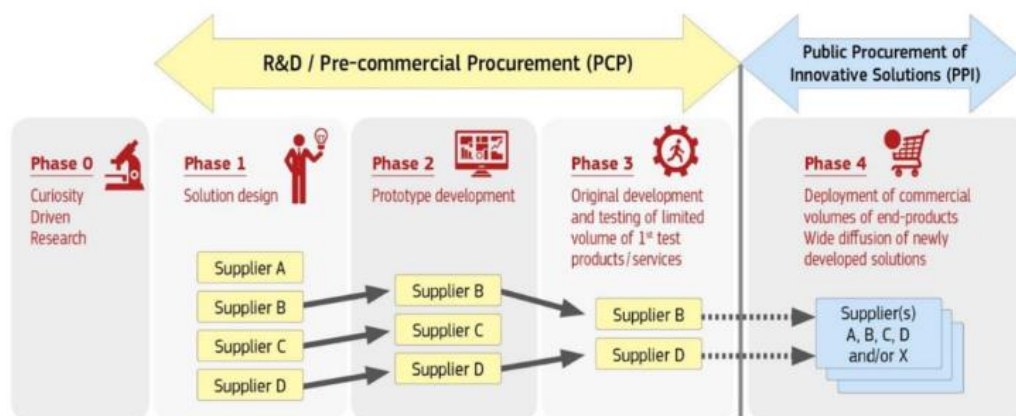 R&D / Pre-commercial Procurement (PCP)
Public Procurement of
Innovative Solutions (PPI)
Phase 0
Curiosity
Driven
Research
Phase 1
Solution design
Supplier A
Supplier B
Supplier C
Supplier D
Phase 2
Prototype development
Supplier B
Supplier C
Supplier D
Phase 3
Original development
and testing of limited
volume of 1st test
products/services
Supplier B
Supplier D
Phase 4
Deployment of commercial
volumes of end-products
Wide diffusion of newly
developed solutions
Supplier(s)
A, B, C, D
and/or X